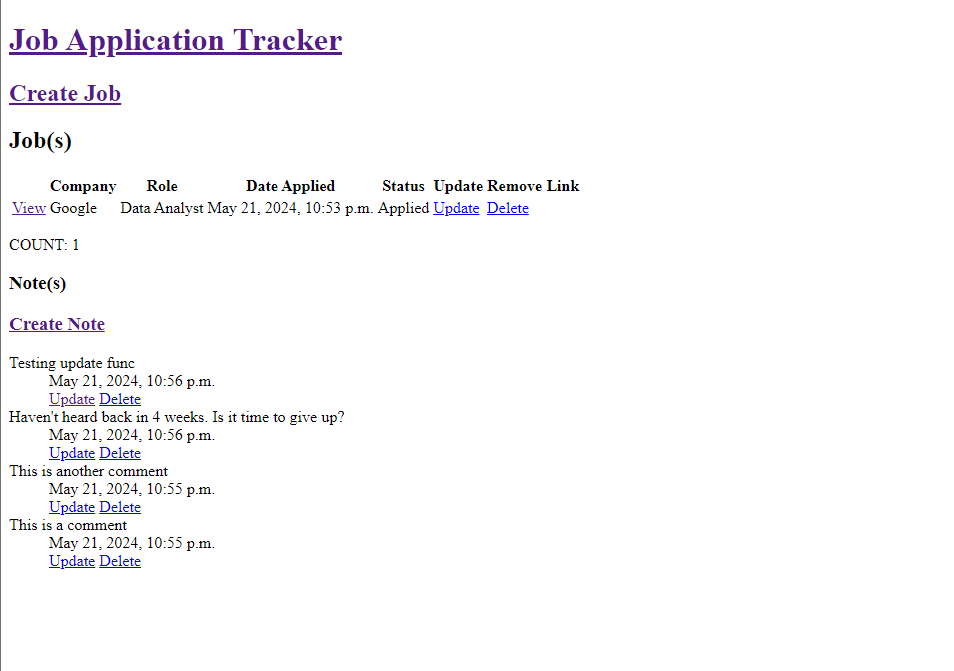 Job Application Tracker
Create Job
Job(s)
Company Role Date Applied Status Update Remove Link
View Google Data Analyst May 21, 2024, 10:53 p.m. Applied Update Delete
COUNT: 1
Note(s)
Create Note
Testing update func
May 21, 2024, 10:56 p.m.
Update Delete
Haven't heard back in 4 weeks. Is it time to give up?
May 21, 2024, 10:56 p.m.
Update Delete
This is another comment
May 21, 2024, 10:55 p.m.
Update Delete
This is a comment
May 21, 2024, 10:55 p.m.
Update Delete